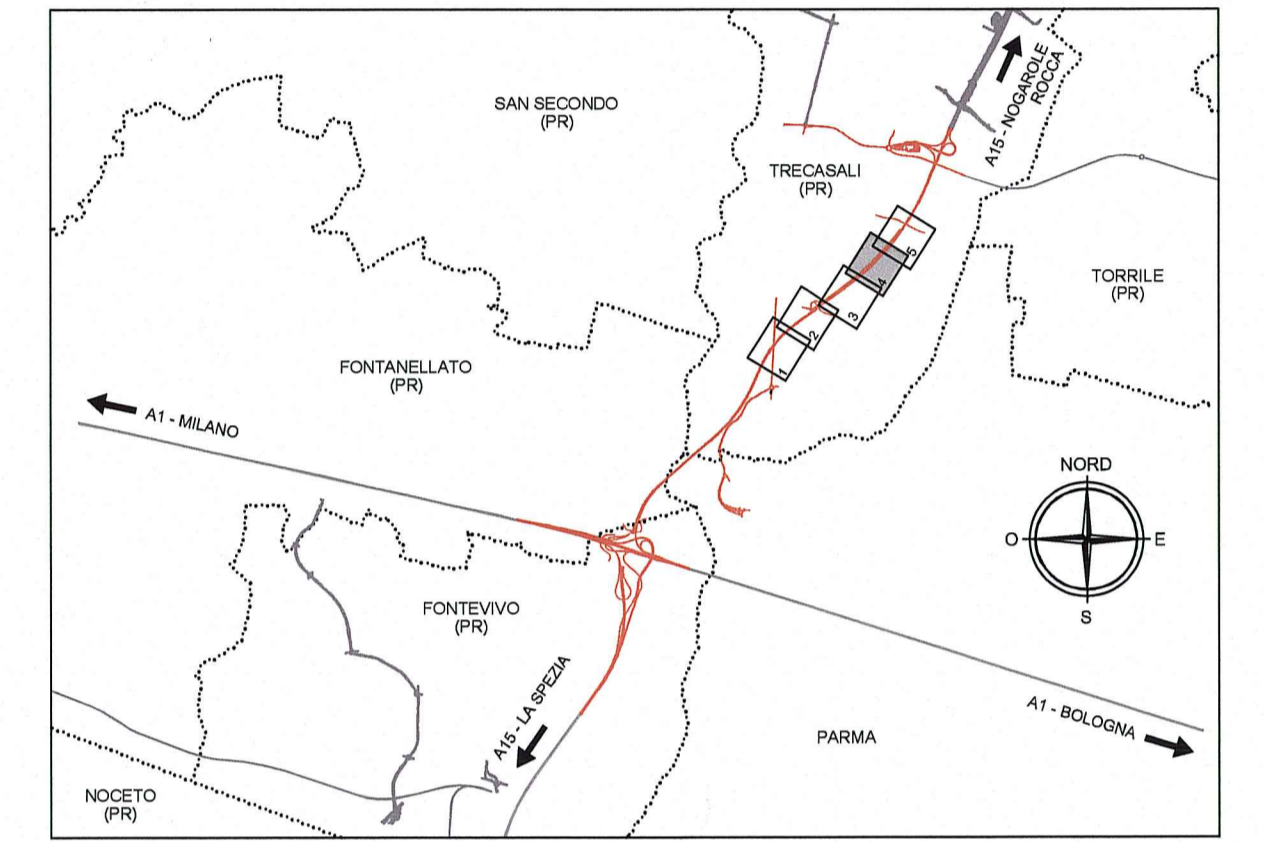 SAN SECONDO
(PR)
A15 - NOGAROLE
ROCCA
TRECASALI
(PR)
5
4
3
2
1
TORRILE
(PR)
FONTANELLATO
(PR)
A1 - MILANO
NORD
O
E
S
FONTEVIVO
(PR)
A15 - LA SPEZIA
A1 - BOLOGNA
PARMA
NOCETO
(PR)